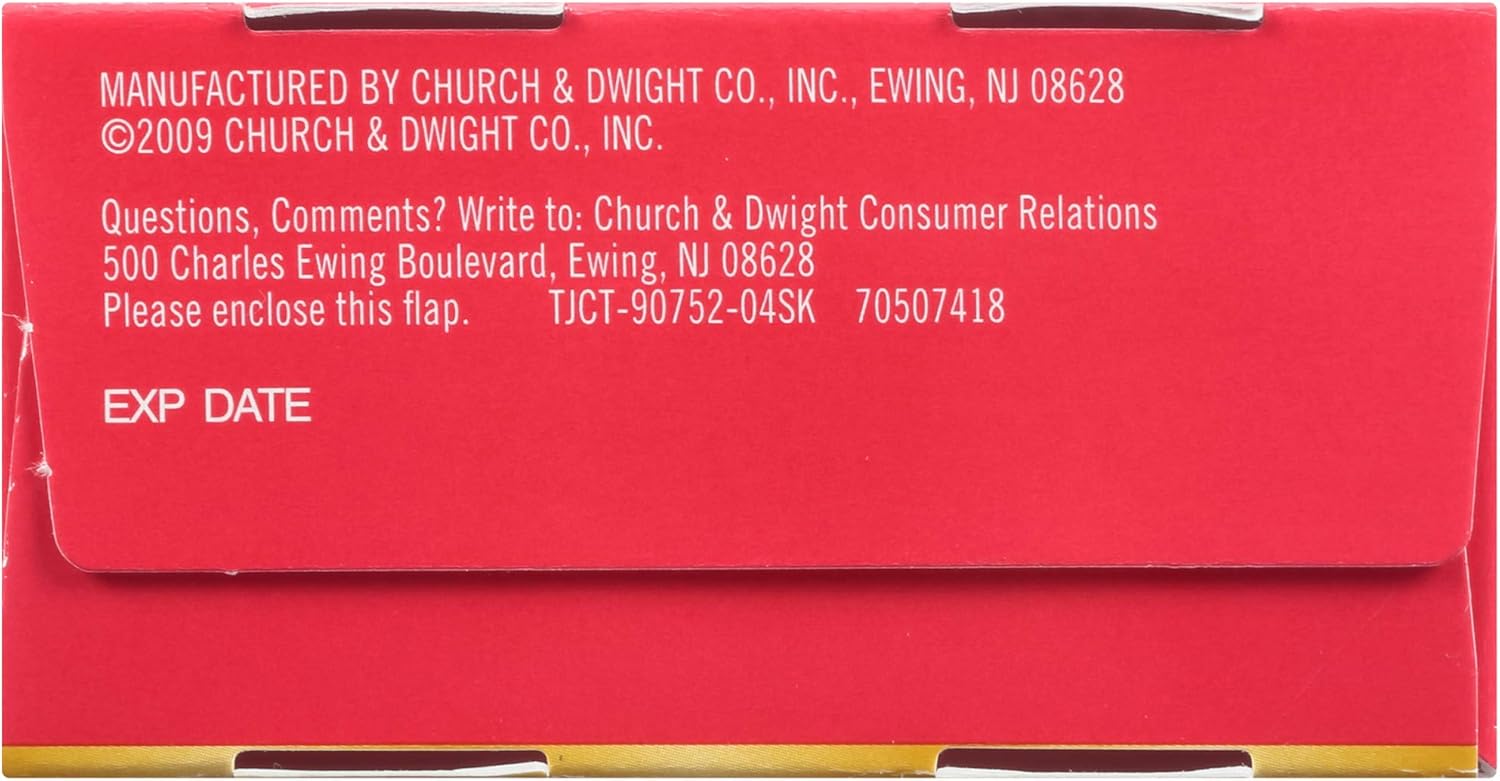 MANUFACTURED BY CHURCH & DWIGHT CO., INC., EWING, NJ 08628
©2009 CHURCH & DWIGHT CO., INC.
Questions, Comments? Write to: Church & Dwight Consumer Relations
500 Charles Ewing Boulevard, Ewing, NJ 08628
Please enclose this flap. TJCT-90752-04SK 70507418
EXP DATE